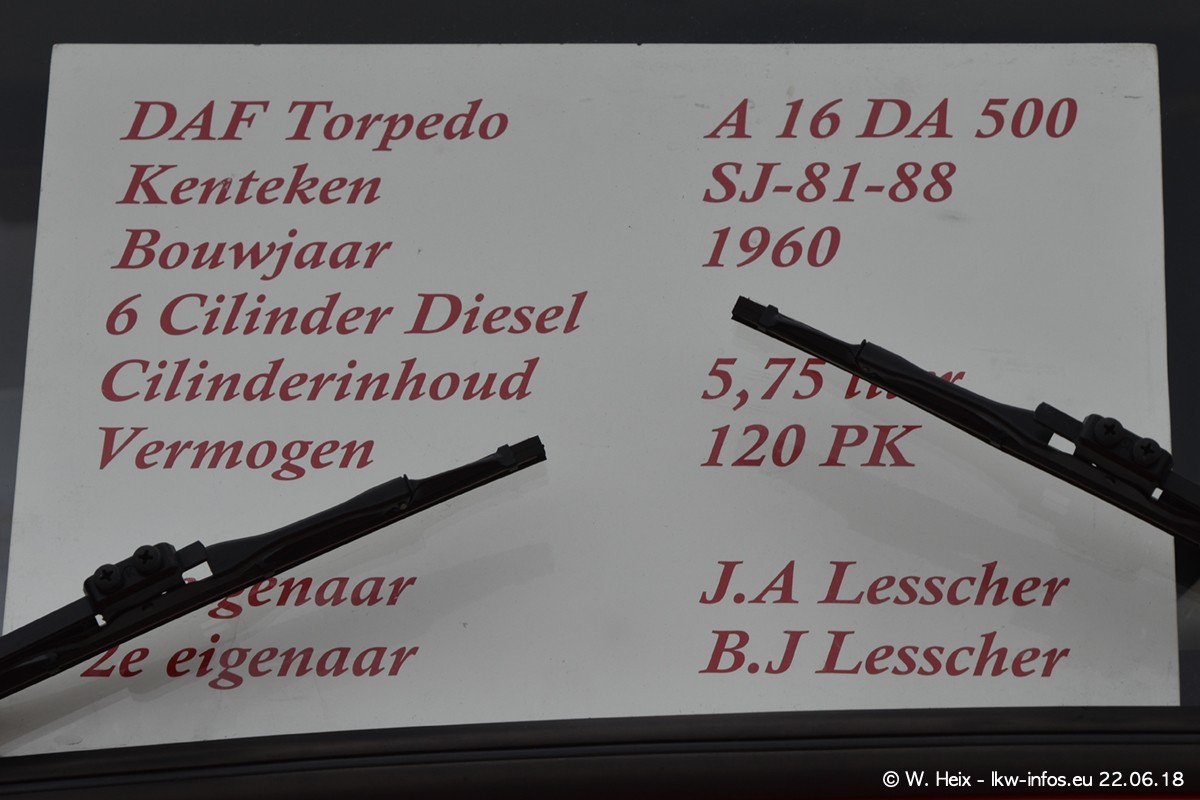 DAF Torpedo A 16 DA 500
Kenteken SJ-81-88
Bouwjaar 1960
6 Cilinder Diesel
Cilinderinhoud 5,75
Vermogen 120 PK
J.A Lesscher
2e eigenaar B.J Lesscher
© W. Heix - lkw-infos.eu 22.06.18